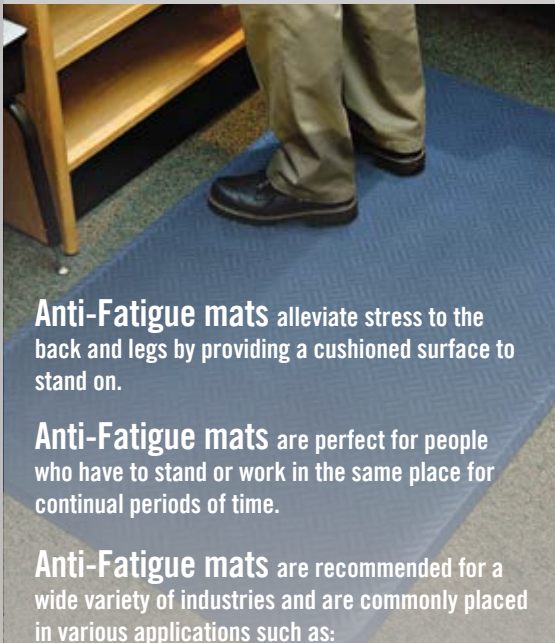 Anti-Fatigue mats alleviate stress to the
back and legs by providing a cushioned surface to
stand on.
Anti-Fatigue mats are perfect for people
who have to stand or work in the same place for
continual periods of time.
Anti-Fatigue mats are recommended for a
wide variety of industries and are commonly placed
in various applications such as: